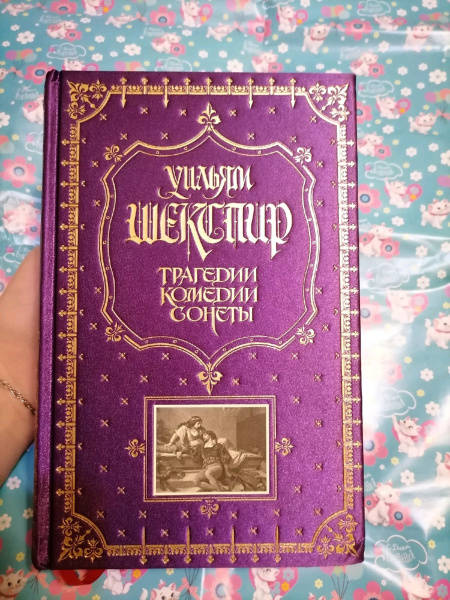 Уильям
Шекспир
Трагедии
Комедии
Сонеты